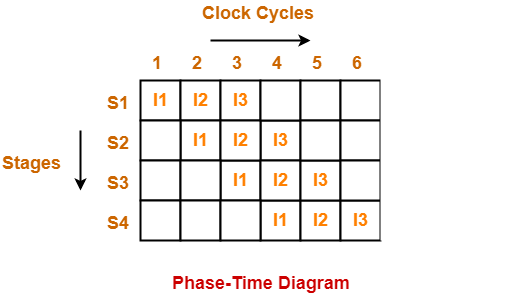 Clock Cycles
1 2 3 4 5 6
S1 I1 I2 I3
S2 I1 I2 I3
Stages
S3 I1 I2 I3
S4 I1 I2 I3
Phase-Time Diagram